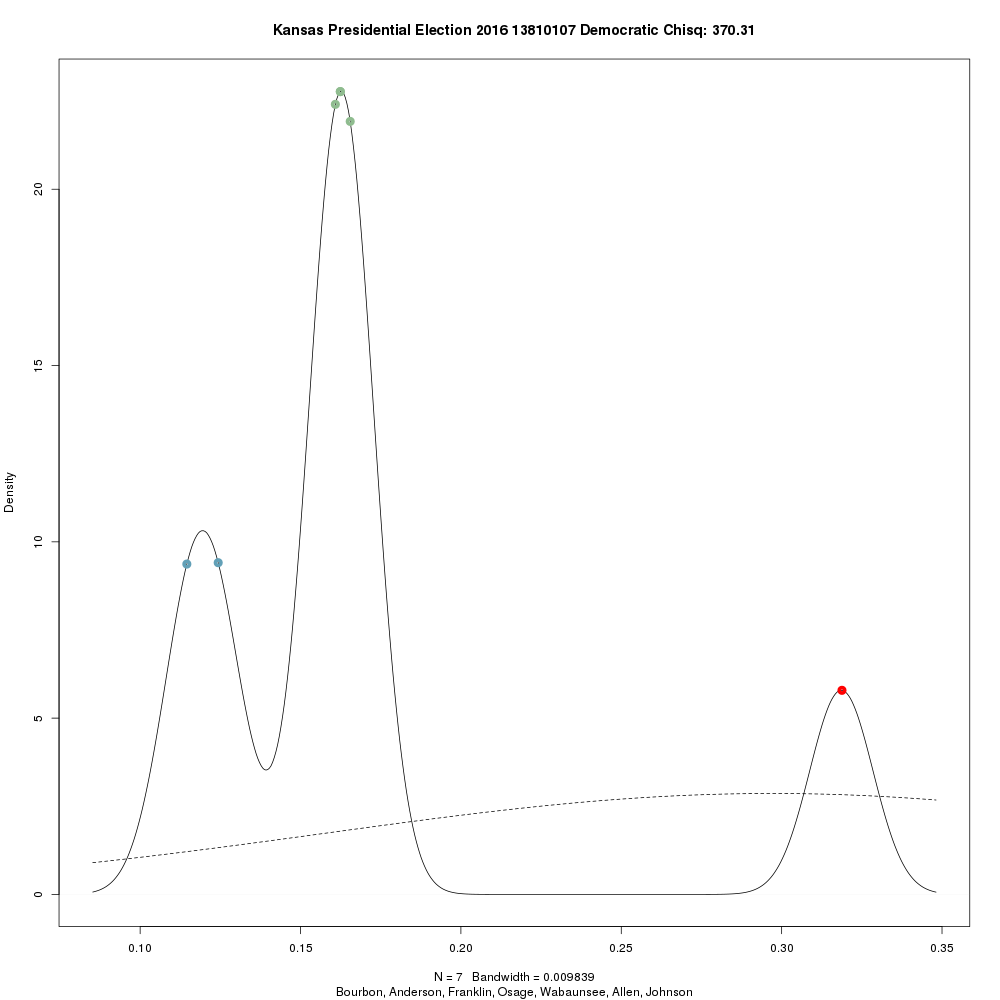 Kansas Presidential Election 2016 13810107 Democratic Chisq: 370.31
Density
20
15
10
5
0
0.10 0.15 0.20 0.25 0.30 0.35
N = 7 Bandwidth = 0.009839
Bourbon, Anderson, Franklin, Osage, Wabaunsee, Allen, Johnson